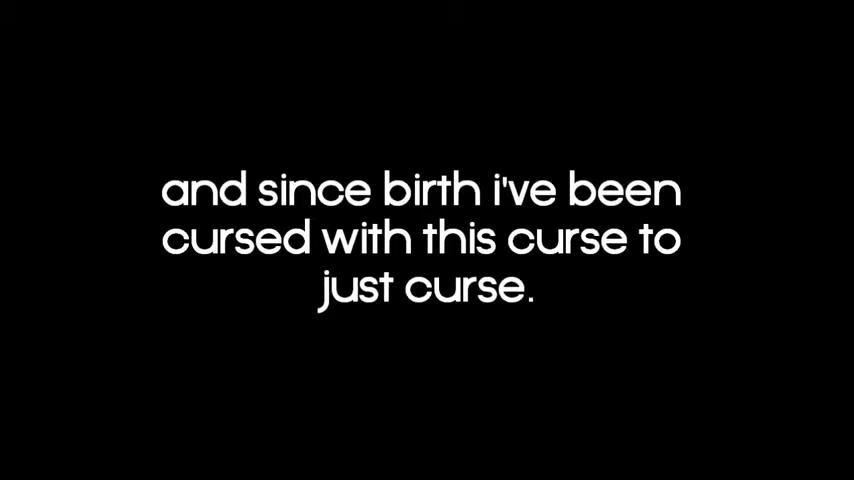 and since birth i've been
cursed with this curse to
just curse.